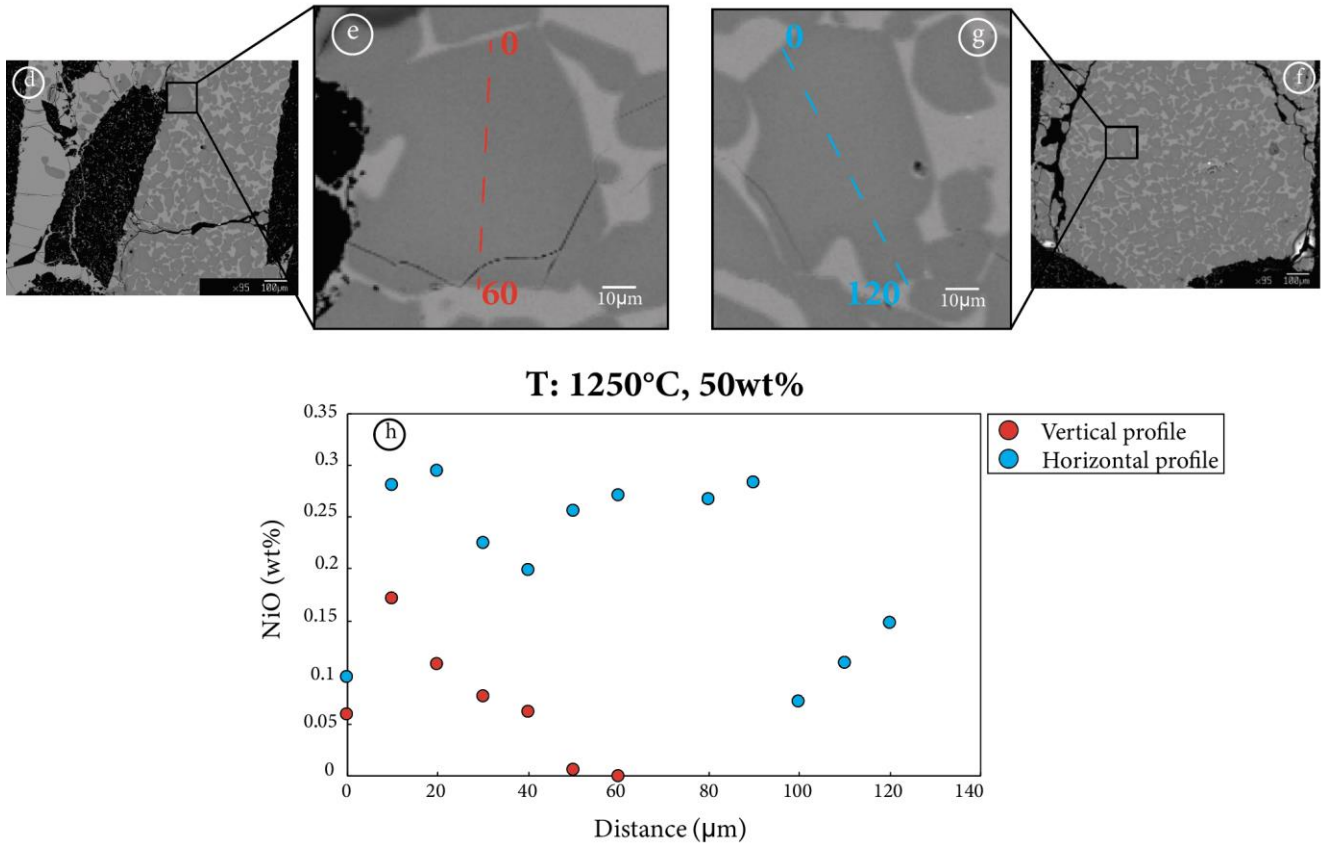 d
×95 100µm
e
0
60
10µm
g
0
120
10µm
f
×95 100µm
T: 1250°C, 50wt%
h
NiO (wt%)
0.35
0.3
0.25
0.2
0.15
0.1
0.05
0
0 20 40 60 80 100 120 140
Distance (µm)
Vertical profile
Horizontal profile